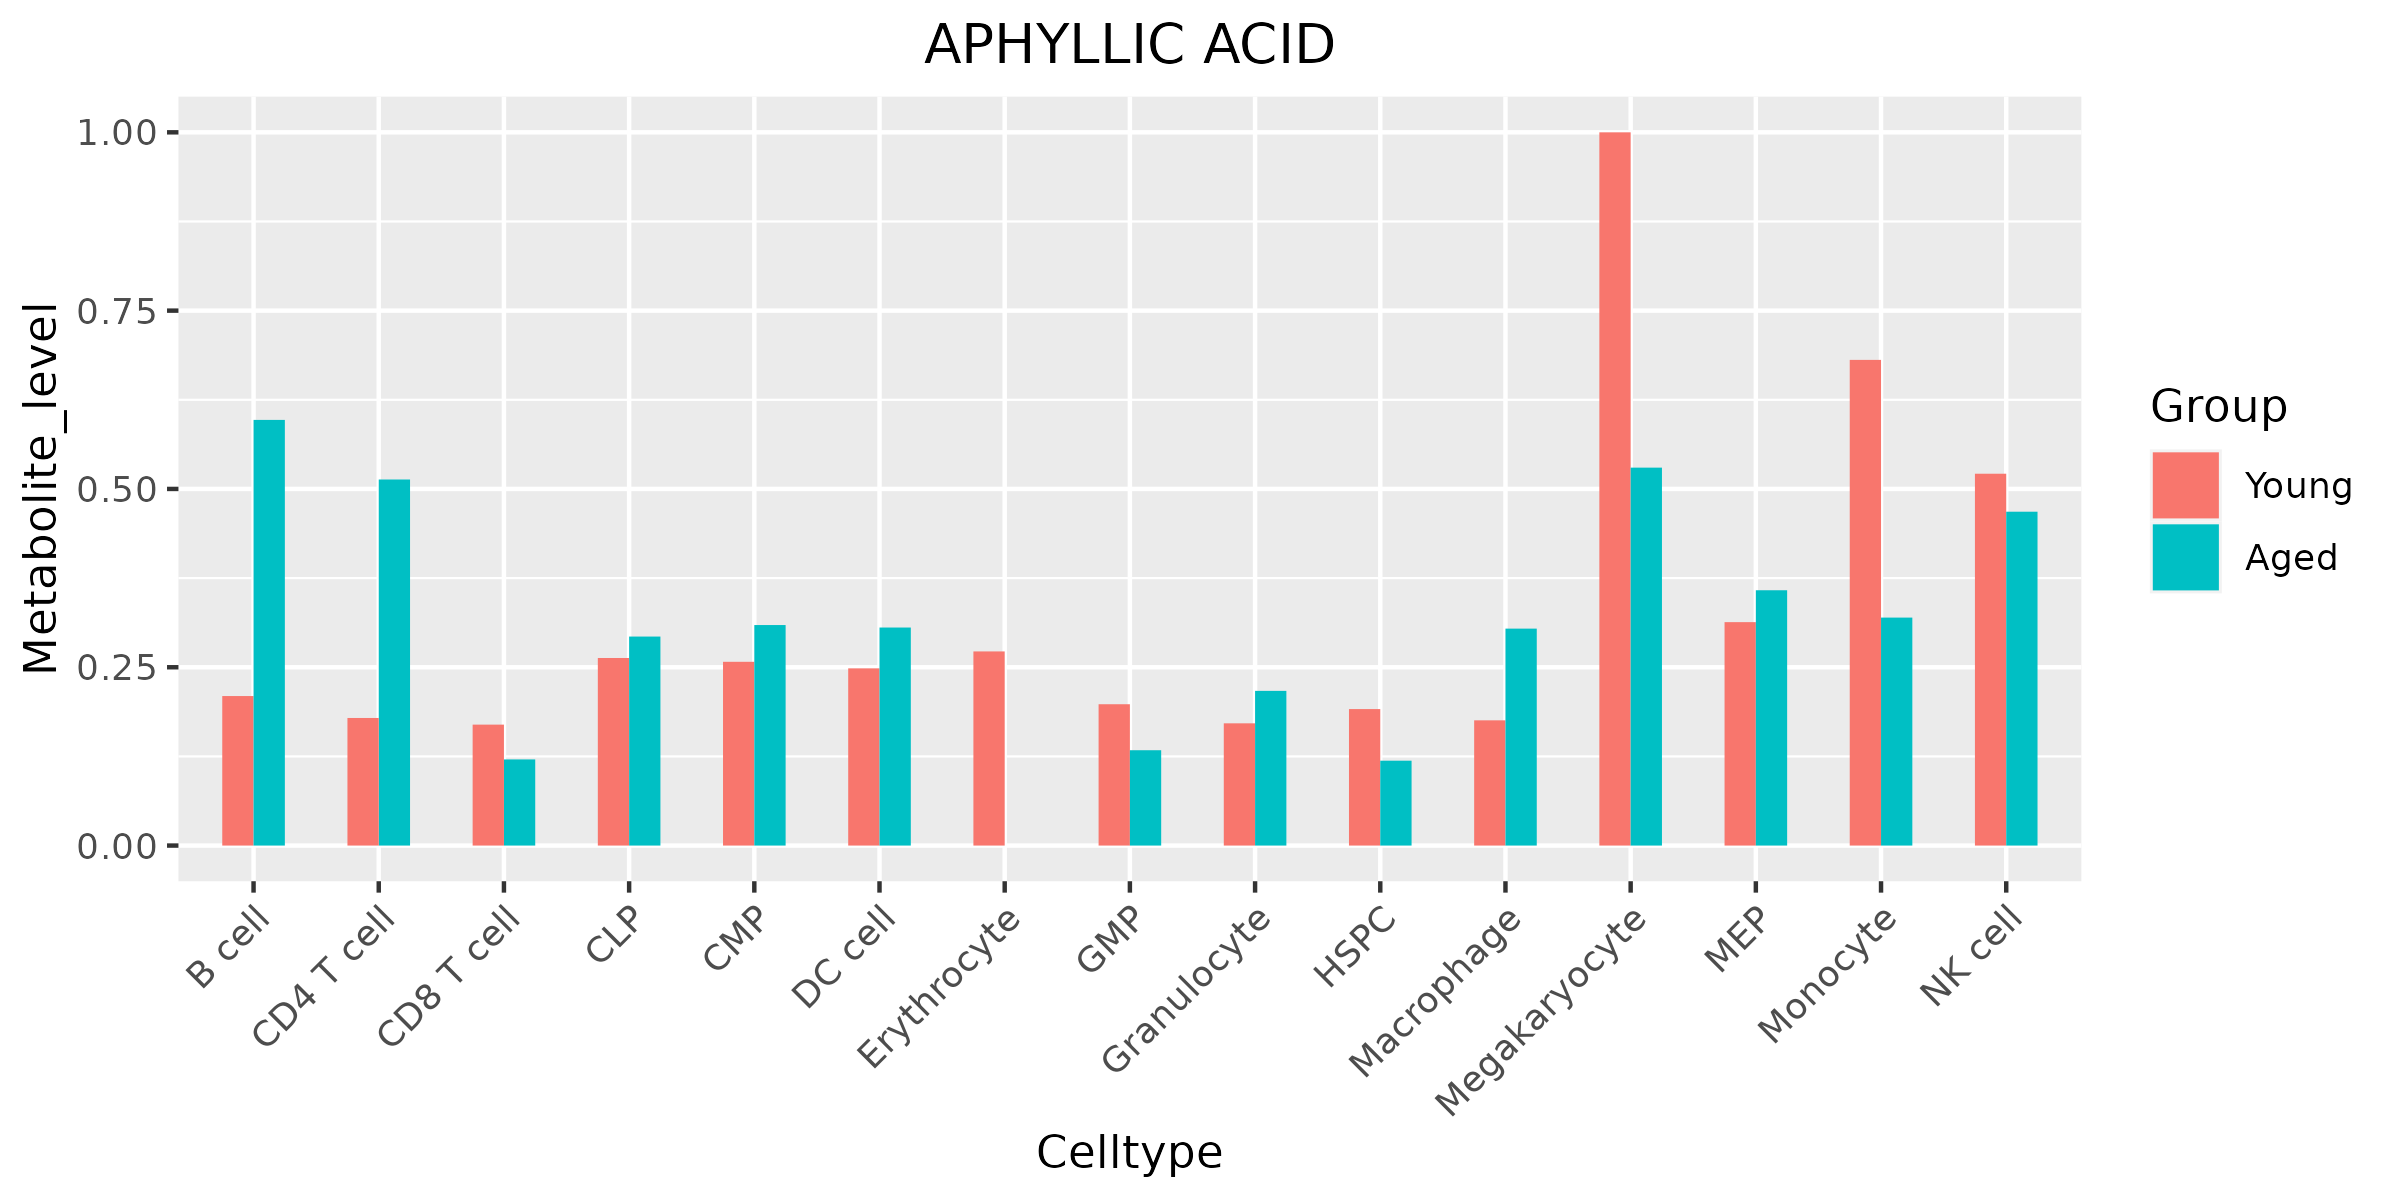 APHYLLIC ACID
Metabolite_level
1.00
0.75
0.50
0.25
0.00
B cell
CD4 T cell
CD8 T cell
CLP
CMP
DC cell
Erythrocyte
GMP
Granulocyte
HSPC
Macrophage
Megakaryocyte
MEP
Monocyte
NK cell
Celltype
Group
Young
Aged